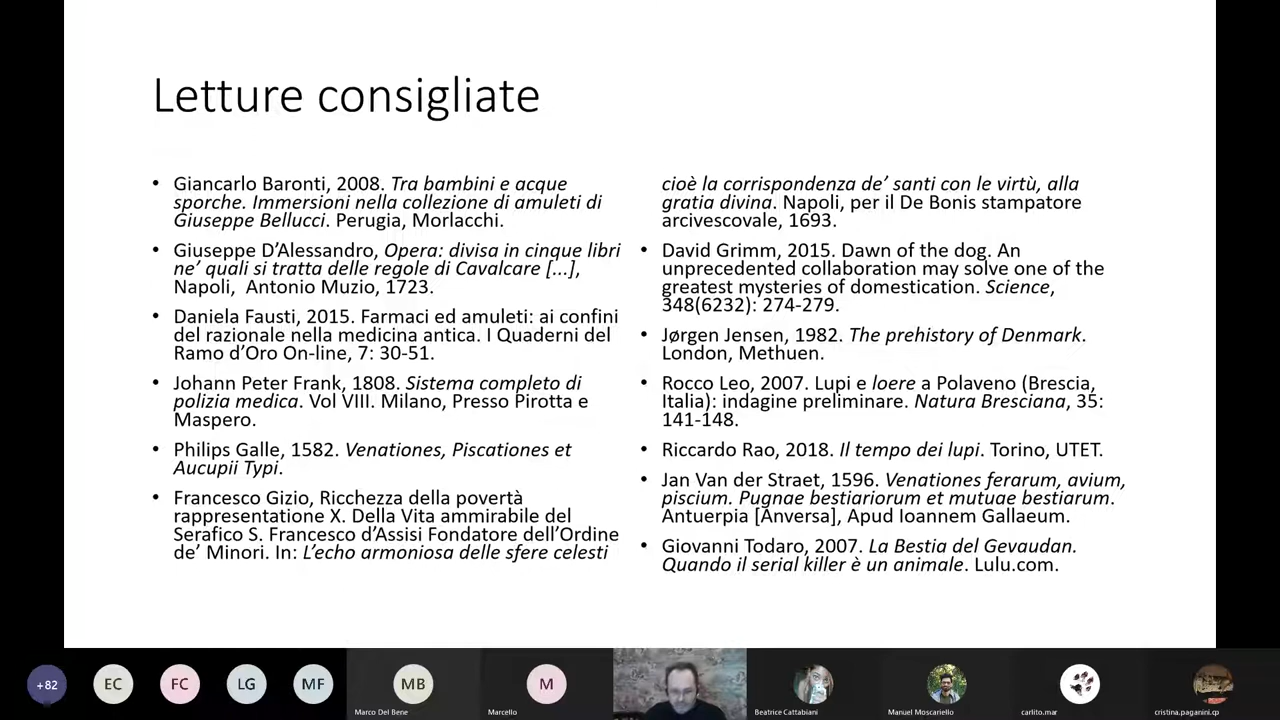 Letture consigliate
• Giancarlo Baronti, 2008. Tra bambini e acque
sporche. Immersioni nella collezione di amuleti di
Giuseppe Bellucci. Perugia, Morlacchi.
• Giuseppe D’Alessandro, Opera: divisa in cinque libri
ne’ quali si tratta delle regole di Cavalcare [...],
Napoli, Antonio Muzio, 1723.
• Daniela Fausti, 2015. Farmaci ed amuleti: ai confini
del razionale nella medicina antica. I Quaderni del
Ramo d’Oro On-line, 7: 30-51.
• Johann Peter Frank, 1808. Sistema completo di
polizia medica. Vol VIII. Milano, Presso Pirotta e
Maspero.
• Philips Galle, 1582. Venationes, Piscationes et
Aucupii Typi.
• Francesco Gizio, Ricchezza della povertà
rappresentatione X. Della Vita ammirabile del
Serafico S. Francesco d’Assisi Fondatore dell’Ordine
de’ Minori. In: L’echo armoniosa delle sfere celesti
cioè la corrispondenza de’ santi con le virtù, alla
gratia divina. Napoli, per il De Bonis stampatore
arcivescovale, 1693.
• David Grimm, 2015. Dawn of the dog. An
unprecedented collaboration may solve one of the
greatest mysteries of domestication. Science,
348(6232): 274-279.
• Jørgen Jensen, 1982. The prehistory of Denmark.
London, Methuen.
• Rocco Leo, 2007. Lupi e loere a Polaveno (Brescia,
Italia): indagine preliminare. Natura Bresciana, 35:
141-148.
• Riccardo Rao, 2018. Il tempo dei lupi. Torino, UTET.
• Jan Van der Straet, 1596. Venationes ferarum, avium,
piscium. Pugnae bestiariorum et mutuae bestiarum.
Antuerpia [Anversa], Apud Ioannem Gallaeum.
• Giovanni Todaro, 2007. La Bestia del Gevaudan.
Quando il serial killer è un animale. Lulu.com.
+82 EC FC LG MF MB M
Marco Del Bene Marcello Beatrice Cattabiani Manuel Moscariello carlito.mar cristina.paganini.cp